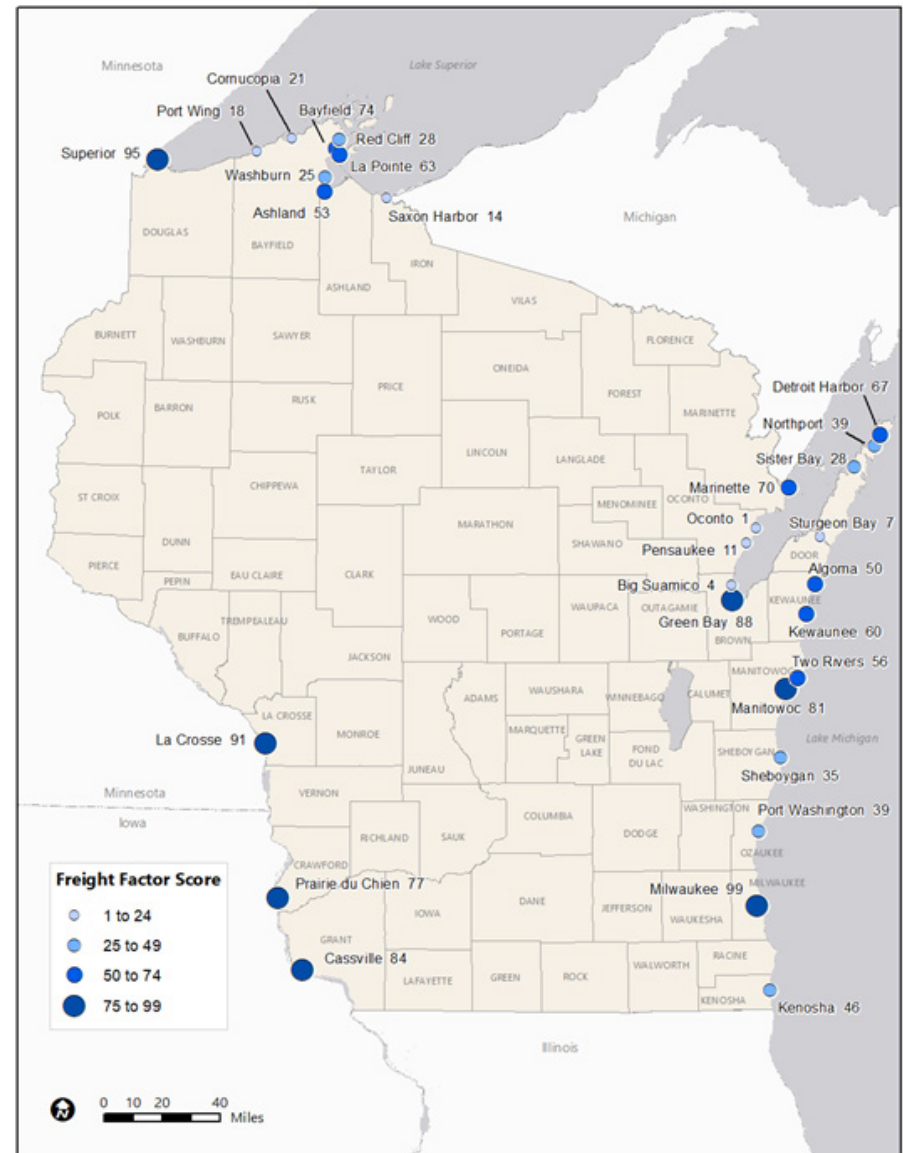 Minnesota
Lake Superior
Cornucopia 21
Port Wing 18
Bayfield 74
Superior 95
Red Cliff 28
La Pointe 63
Washburn 25
Ashland 53
Saxon Harbor 14
Michigan
DOUGLAS
BAYFIELD
IRON
ASHLAND
VILAS
BURNETT
WASHBURN
SAWYER
FLORENCE
ONEIDA
PRICE
FOREST
Detroit Harbor 67
POLK
BARRON
RUSK
MARINETTE
Northport 39
LINCOLN
LANGLADE
Sister Bay 28
TAYLOR
Marinette 70
ST CROIX
CHIPPEWA
MENOMINEE
OCONTO
Oconto 1
Sturgeon Bay 7
MARATHON
DUNN
SHAWANO
Pensaukee 11
DOOR
PIERCE
PEPIN
EAU CLAIRE
CLARK
Algoma 50
Big Suamico 4
KEWAUNEE
WOOD
WAUPACA
OUTAGAMIE
Green Bay 88
TREMPEALEAU
BUFFALO
PORTAGE
BROWN
Kewaunee 60
JACKSON
Two Rivers 56
MANITOWOC
ADAMS
WAUSHARA
WINNEBAGO
CALUMET
Manitowoc 81
LA CROSSE
La Crosse 91
MONROE
MARQUETTE
GREEN
LAKE
FOND
DU LAC
SHEBOYGAN
Lake Michigan
JUNEAU
Sheboygan 35
Minnesota
VERNON
Iowa
COLUMBIA
WASHINGTON
Port Washington 39
RICHLAND
SAUK
DODGE
OZAUKEE
CRAWFORD
Prairie du Chien 77
IOWA
DANE
JEFFERSON
WAUKESHA
Milwaukee 99
MILWAUKEE
GRANT
Cassville 84
LAFAYETTE
GREEN
ROCK
WALWORTH
RACINE
KENOSHA
Kenosha 46
Illinois
Freight Factor Score
1 to 24
25 to 49
50 to 74
75 to 99
N
0 10 20 40
Miles